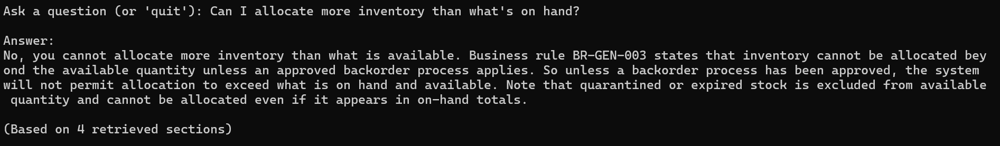 Ask a question (or 'quit'): Can I allocate more inventory than what's on hand?
Answer:
No, you cannot allocate more inventory than what is available. Business rule BR-GEN-003 states that inventory cannot be allocated bey
ond the available quantity unless an approved backorder process applies. So unless a backorder process has been approved, the system
will not permit allocation to exceed what is on hand and available. Note that quarantined or expired stock is excluded from available
 quantity and cannot be allocated even if it appears in on-hand totals.
(Based on 4 retrieved sections)